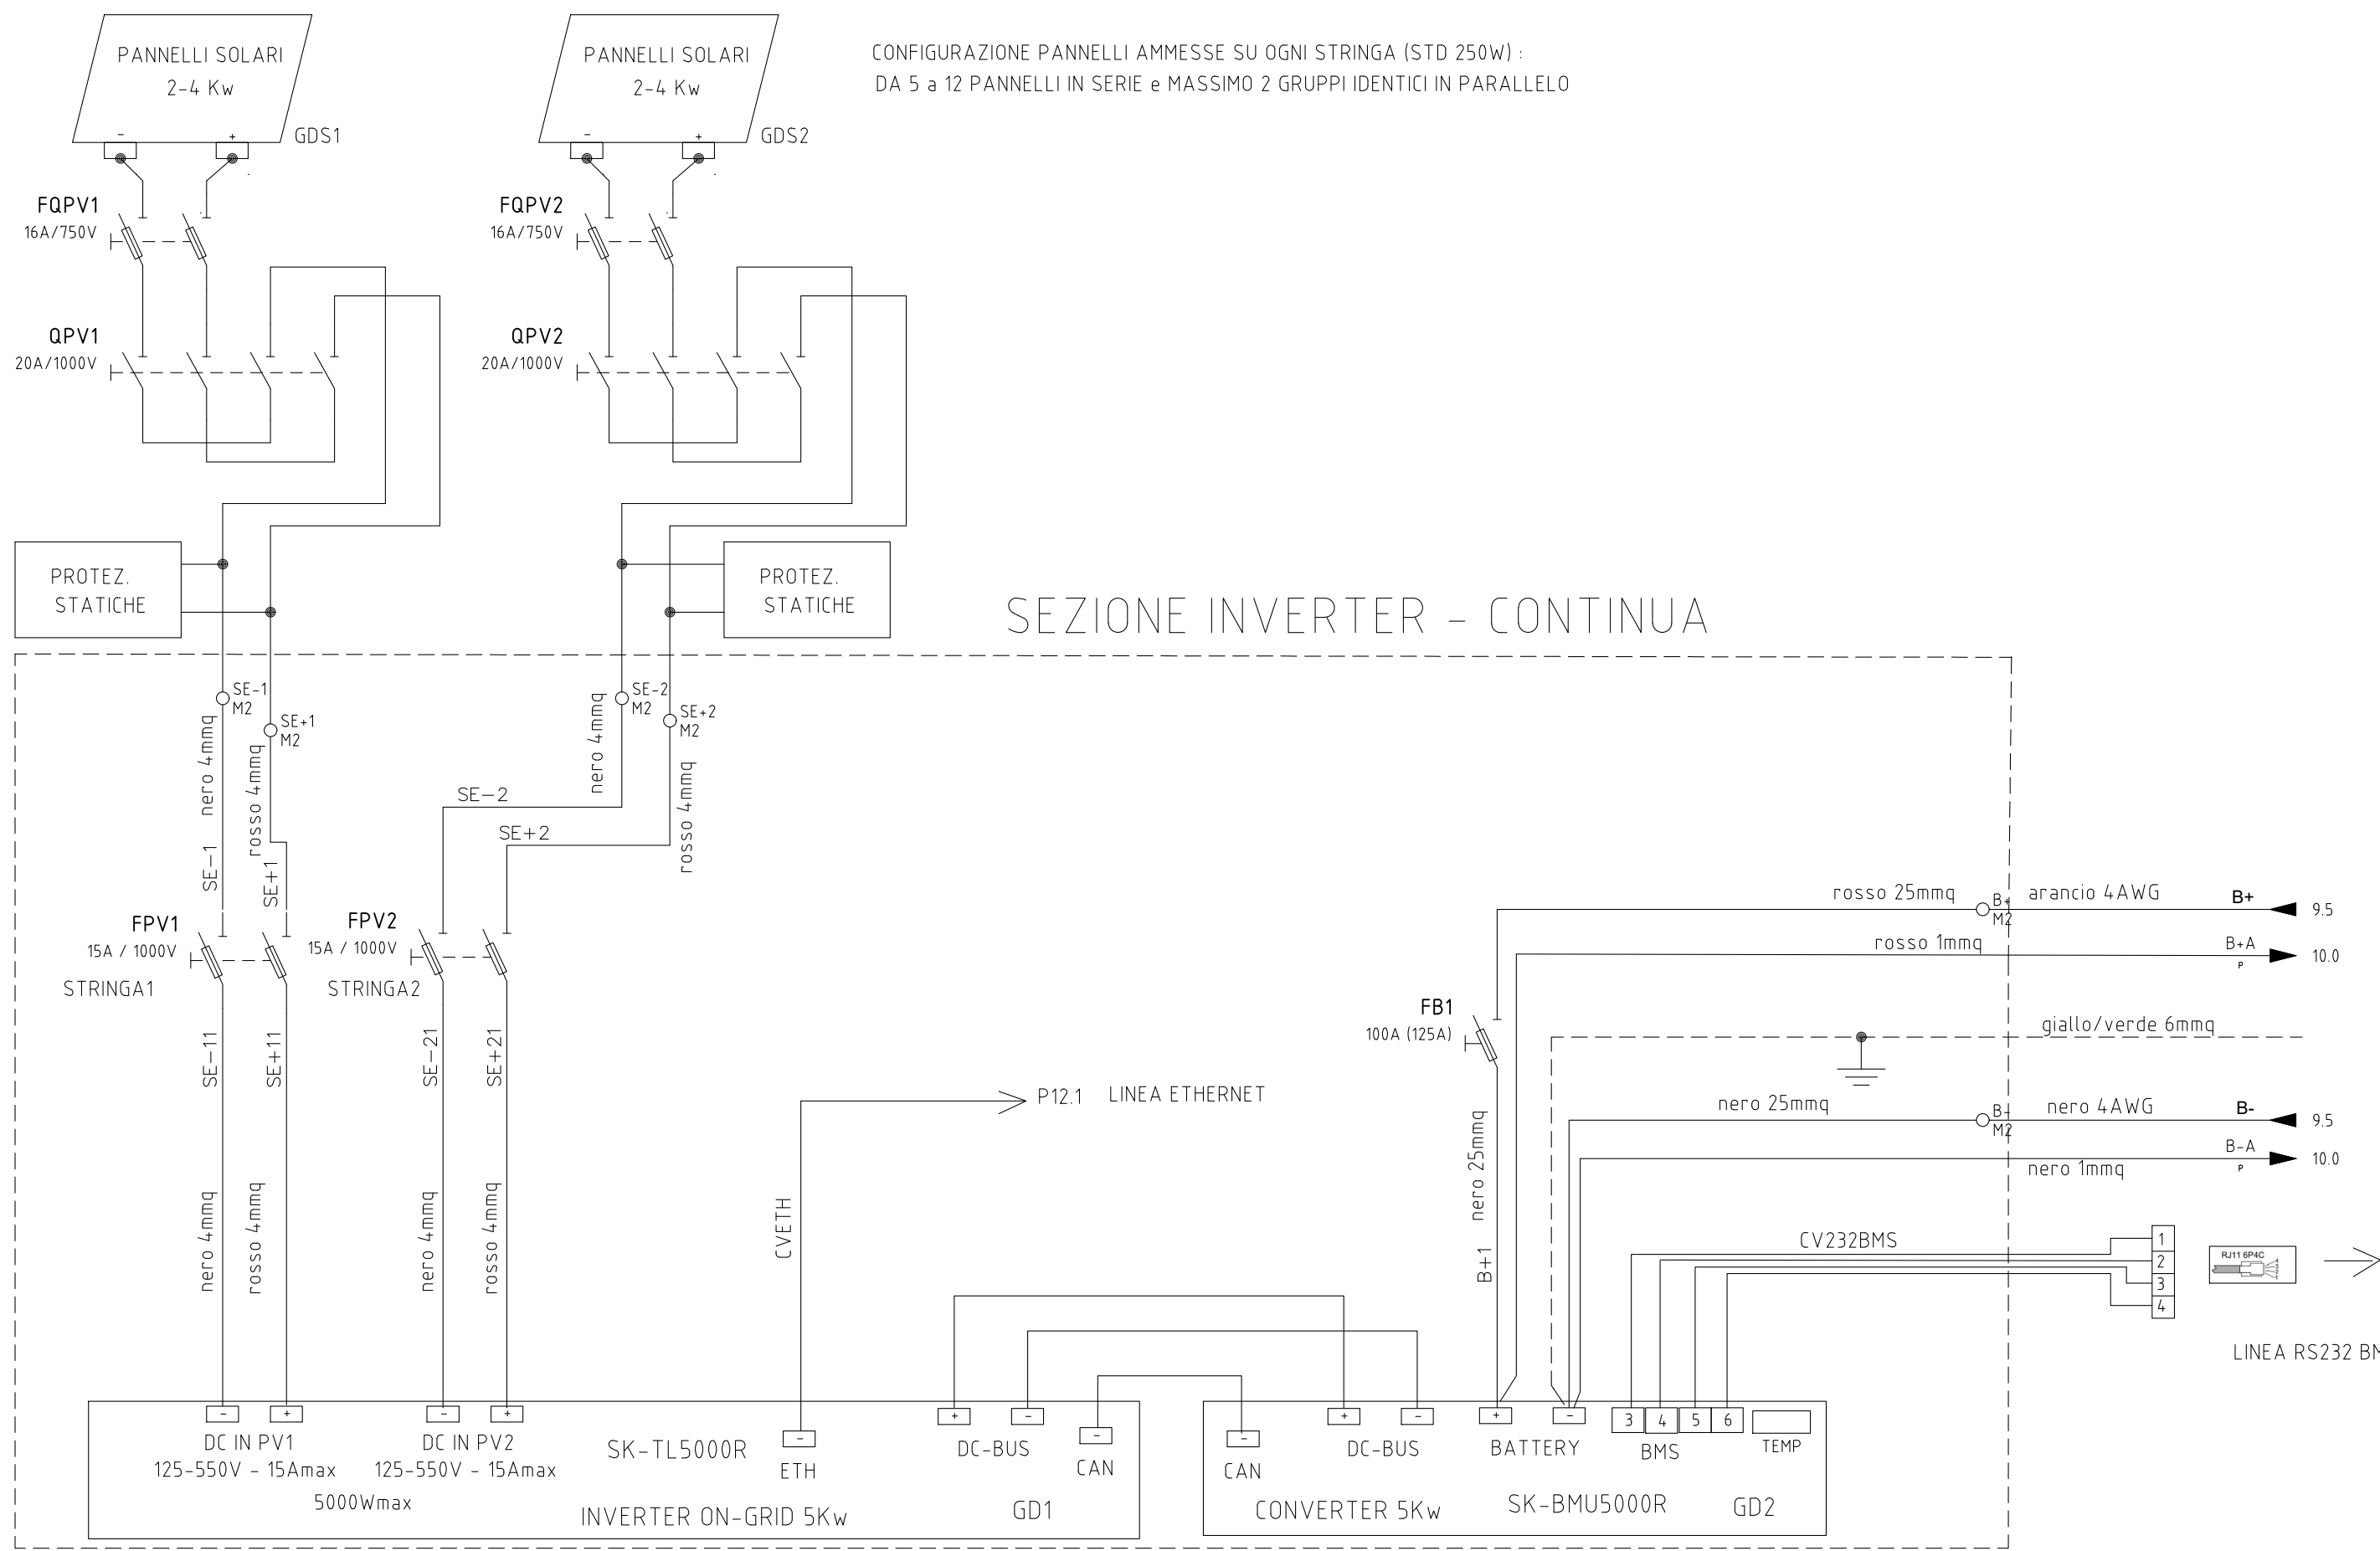 PANNELLI SOLARI
2-4 Kw
- +
GDS1
PANNELLI SOLARI
2-4 Kw
- +
GDS2
CONFIGURAZIONE PANNELLI AMMESSE SU OGNI STRINGA (STD 250W) :
DA 5 a 12 PANNELLI IN SERIE e MASSIMO 2 GRUPPI IDENTICI IN PARALLELO
FQPV1
16A/750V
FQPV2
16A/750V
QPV1
20A/1000V
QPV2
20A/1000V
PROTEZ.
STATICHE
PROTEZ.
STATICHE
SEZIONE INVERTER - CONTINUA
SE-1
M2
SE+1
M2
SE-2
M2
SE+2
M2
nero 4mmq
rosso 4mmq
nero 4mmq
rosso 4mmq
SE-2
SE+2
SE-1
SE+1
FPV1
15A / 1000V
STRINGA1
FPV2
15A / 1000V
STRINGA2
SE-11
SE+11
SE-21
SE+21
nero 4mmq
rosso 4mmq
nero 4mmq
rosso 4mmq
rosso 25mmq
B+
M2
arancio 4AWG
B+
9.5
rosso 1mmq
B+A
P
10.0
FB1
100A (125A)
giallo/verde 6mmq
P12.1 LINEA ETHERNET
CVETH
nero 25mmq
B+1
nero 25mmq
B-
M2
nero 4AWG
B-
9.5
B-A
P
10.0
nero 1mmq
CV232BMS
1
2
3
4
RJ11 6P4C
LINEA RS232 BM
- +
DC IN PV1
125-550V - 15Amax
- +
DC IN PV2
125-550V - 15Amax
5000Wmax
SK-TL5000R
INVERTER ON-GRID 5Kw
-
ETH
+ -
DC-BUS
-
CAN
GD1
-
CAN
+ -
DC-BUS
+ -
BATTERY
3 4 5 6
BMS
TEMP
CONVERTER 5Kw
SK-BMU5000R
GD2